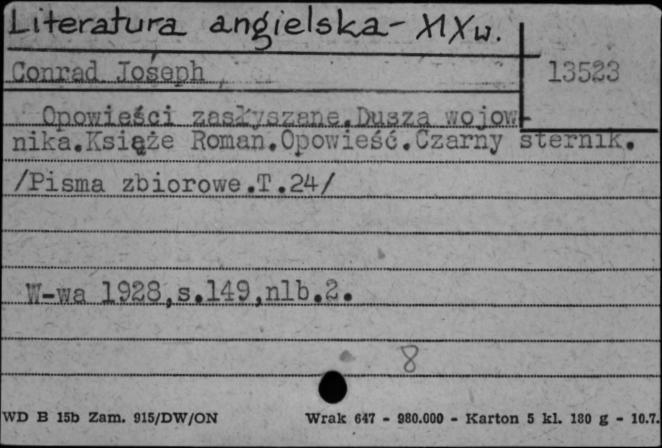 Literatura angielska - XIX w.
Conrad Joseph
13523
Opowieści zasłyszane.Dusza wojow-
nika.Książe Roman.Opowieść.Czarny sternik.
/Pisma zbiorowe.T.24/
W-wa 1928,s.149,nlb.2.
8
WD B 15b Zam. 915/DW/ON Wrak 647 - 980.000 - Karton 5 kl. 180 g - 10.7.